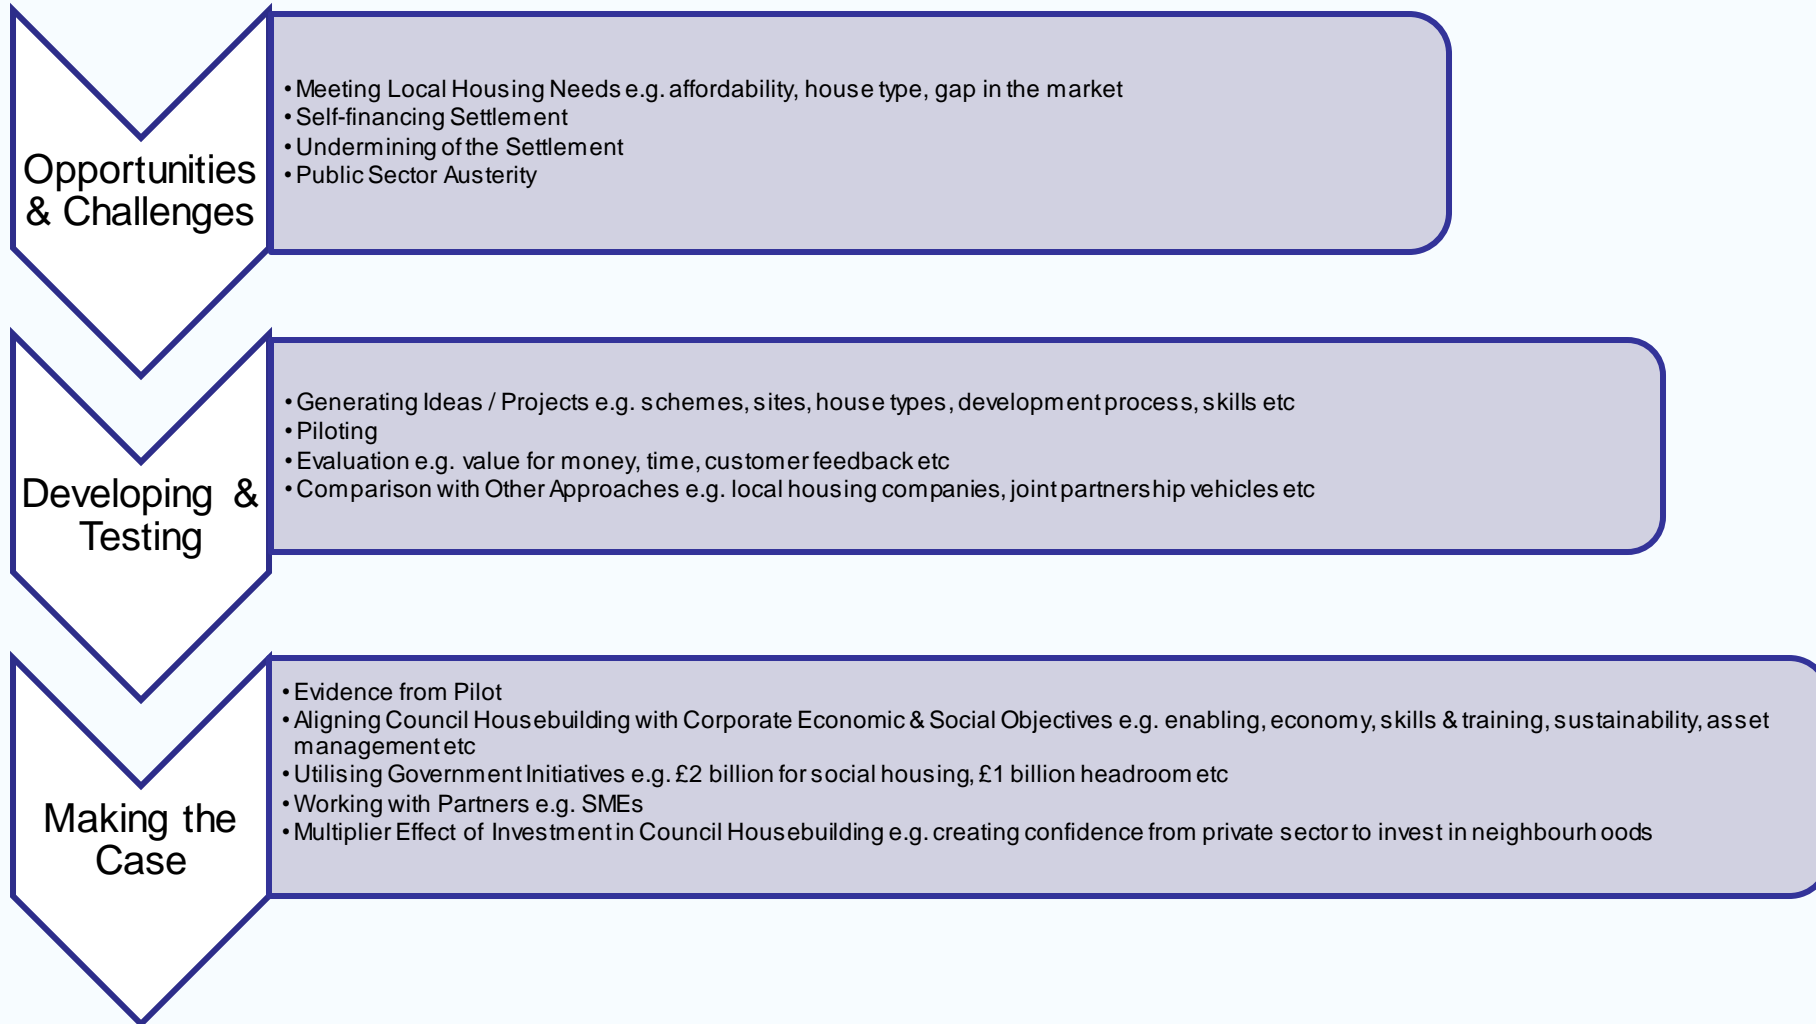 Opportunities
& Challenges
• Meeting Local Housing Needs e.g. affordability, house type, gap in the market
• Self-financing Settlement
• Undermining of the Settlement
• Public Sector Austerity
Developing &
Testing
• Generating Ideas / Projects e.g. schemes, sites, house types, development process, skills etc
• Piloting
• Evaluation e.g. value for money, time, customer feedback etc
• Comparison with Other Approaches e.g. local housing companies, joint partnership vehicles etc
Making the
Case
• Evidence from Pilot
• Aligning Council Housebuilding with Corporate Economic & Social Objectives e.g. enabling, economy, skills & training, sustainability, asset
management etc
• Utilising Government Initiatives e.g. £2 billion for social housing, £1 billion headroom etc
• Working with Partners e.g. SMEs
• Multiplier Effect of Investment in Council Housebuilding e.g. creating confidence from private sector to invest in neighbourhoods